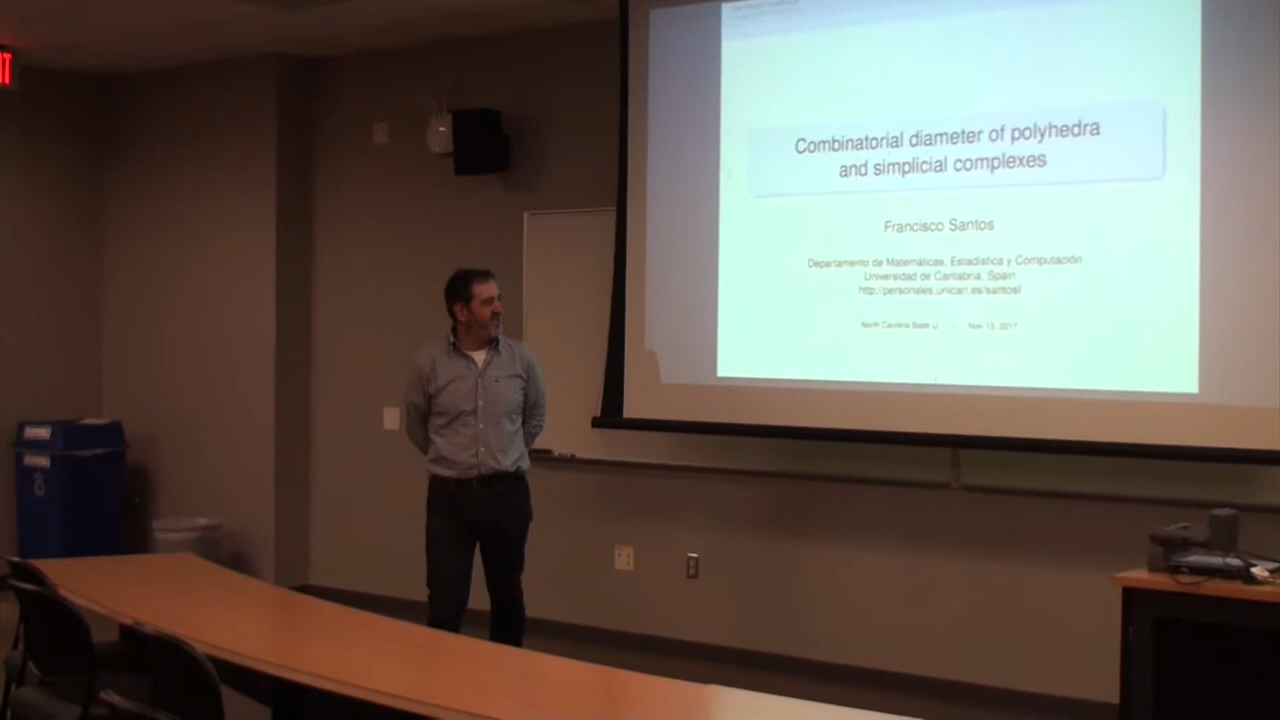 Combinatorial diameter of polyhedra
and simplicial complexes
Francisco Santos
Departamento de Matemáticas, Estadística y Computación
Universidad de Cantabria, Spain
http://personales.unican.es/santosf
North Carolina State U. — Nov 13, 2017